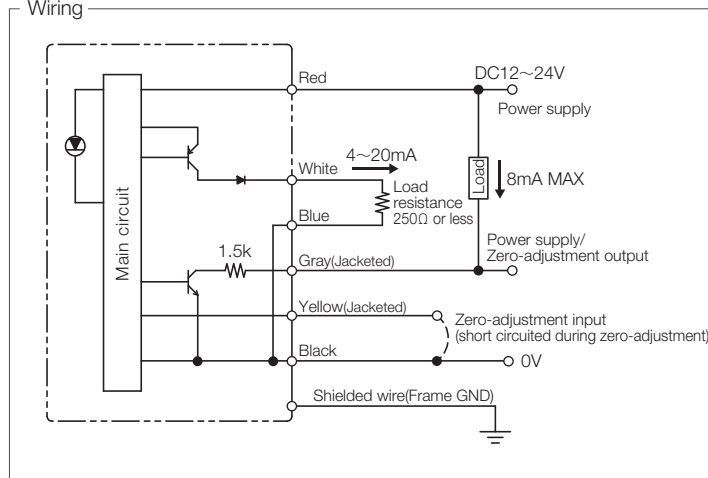 Wiring
Red
DC12～24V
Power supply
4～20mA
White
Load
resistance
250Ω or less
Load
8mA MAX
Blue
Main circuit
1.5k
Gray(Jacketed)
Power supply/
Zero-adjustment output
Yellow(Jacketed)
Zero-adjustment input
(short circuited during zero-adjustment)
Black
0V
Shielded wire(Frame GND)